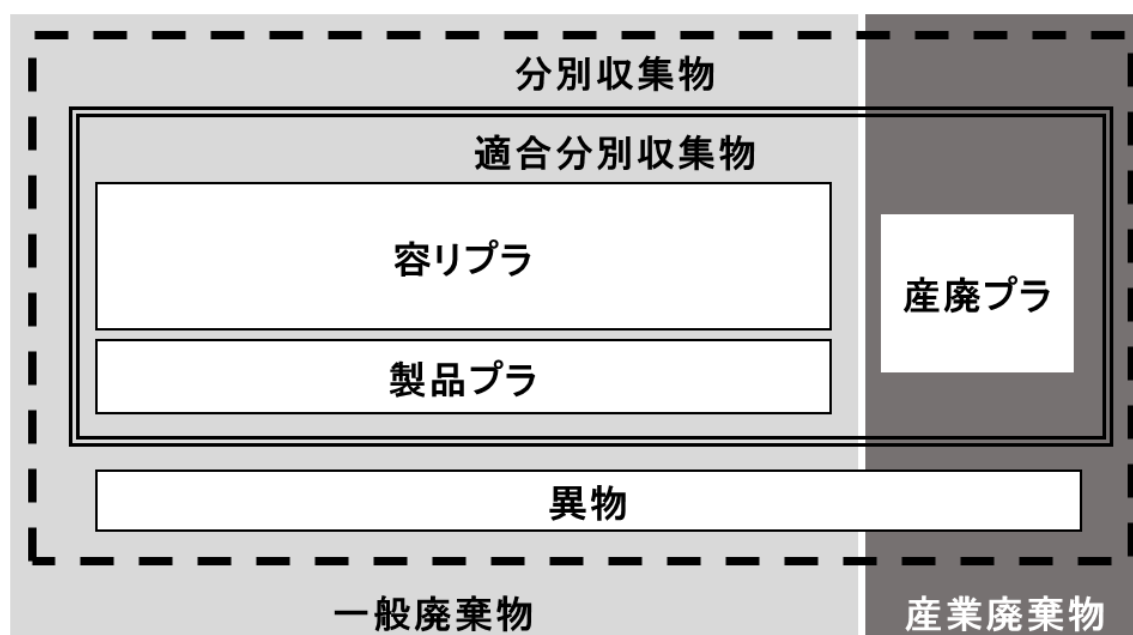 分別収集物
適合分別収集物
容リプラ
産廃プラ
製品プラ
異物
一般廃棄物
産業廃棄物